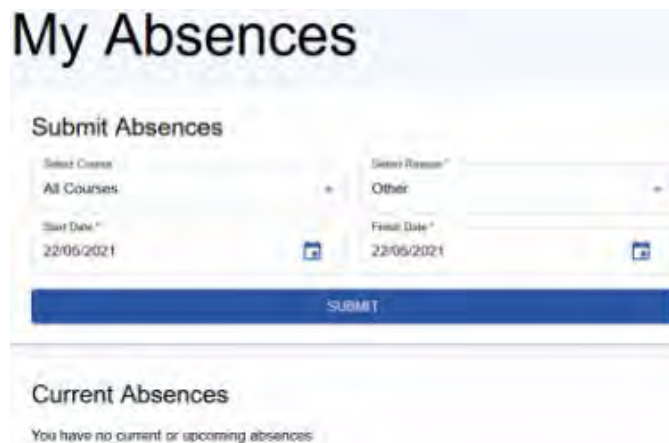 My Absences
Submit Absences
Select Course
Select Reason *
All Courses
Other
Start Date *
Finish Date *
22/05/2021
22/05/2021
SUBMIT
Current Absences
You have no current or upcoming absences